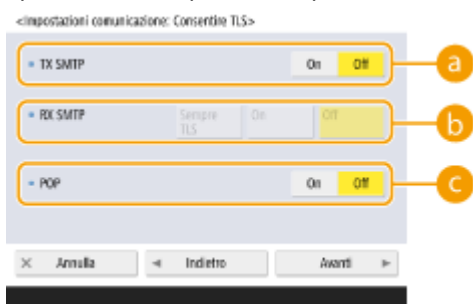 <Impostazioni comunicazione: Consentire TLS>
TX SMTP On Off a
RX SMTP Sempre TLS On Off b
POP On Off c
× Annulla ◄ Indietro Avanti ►